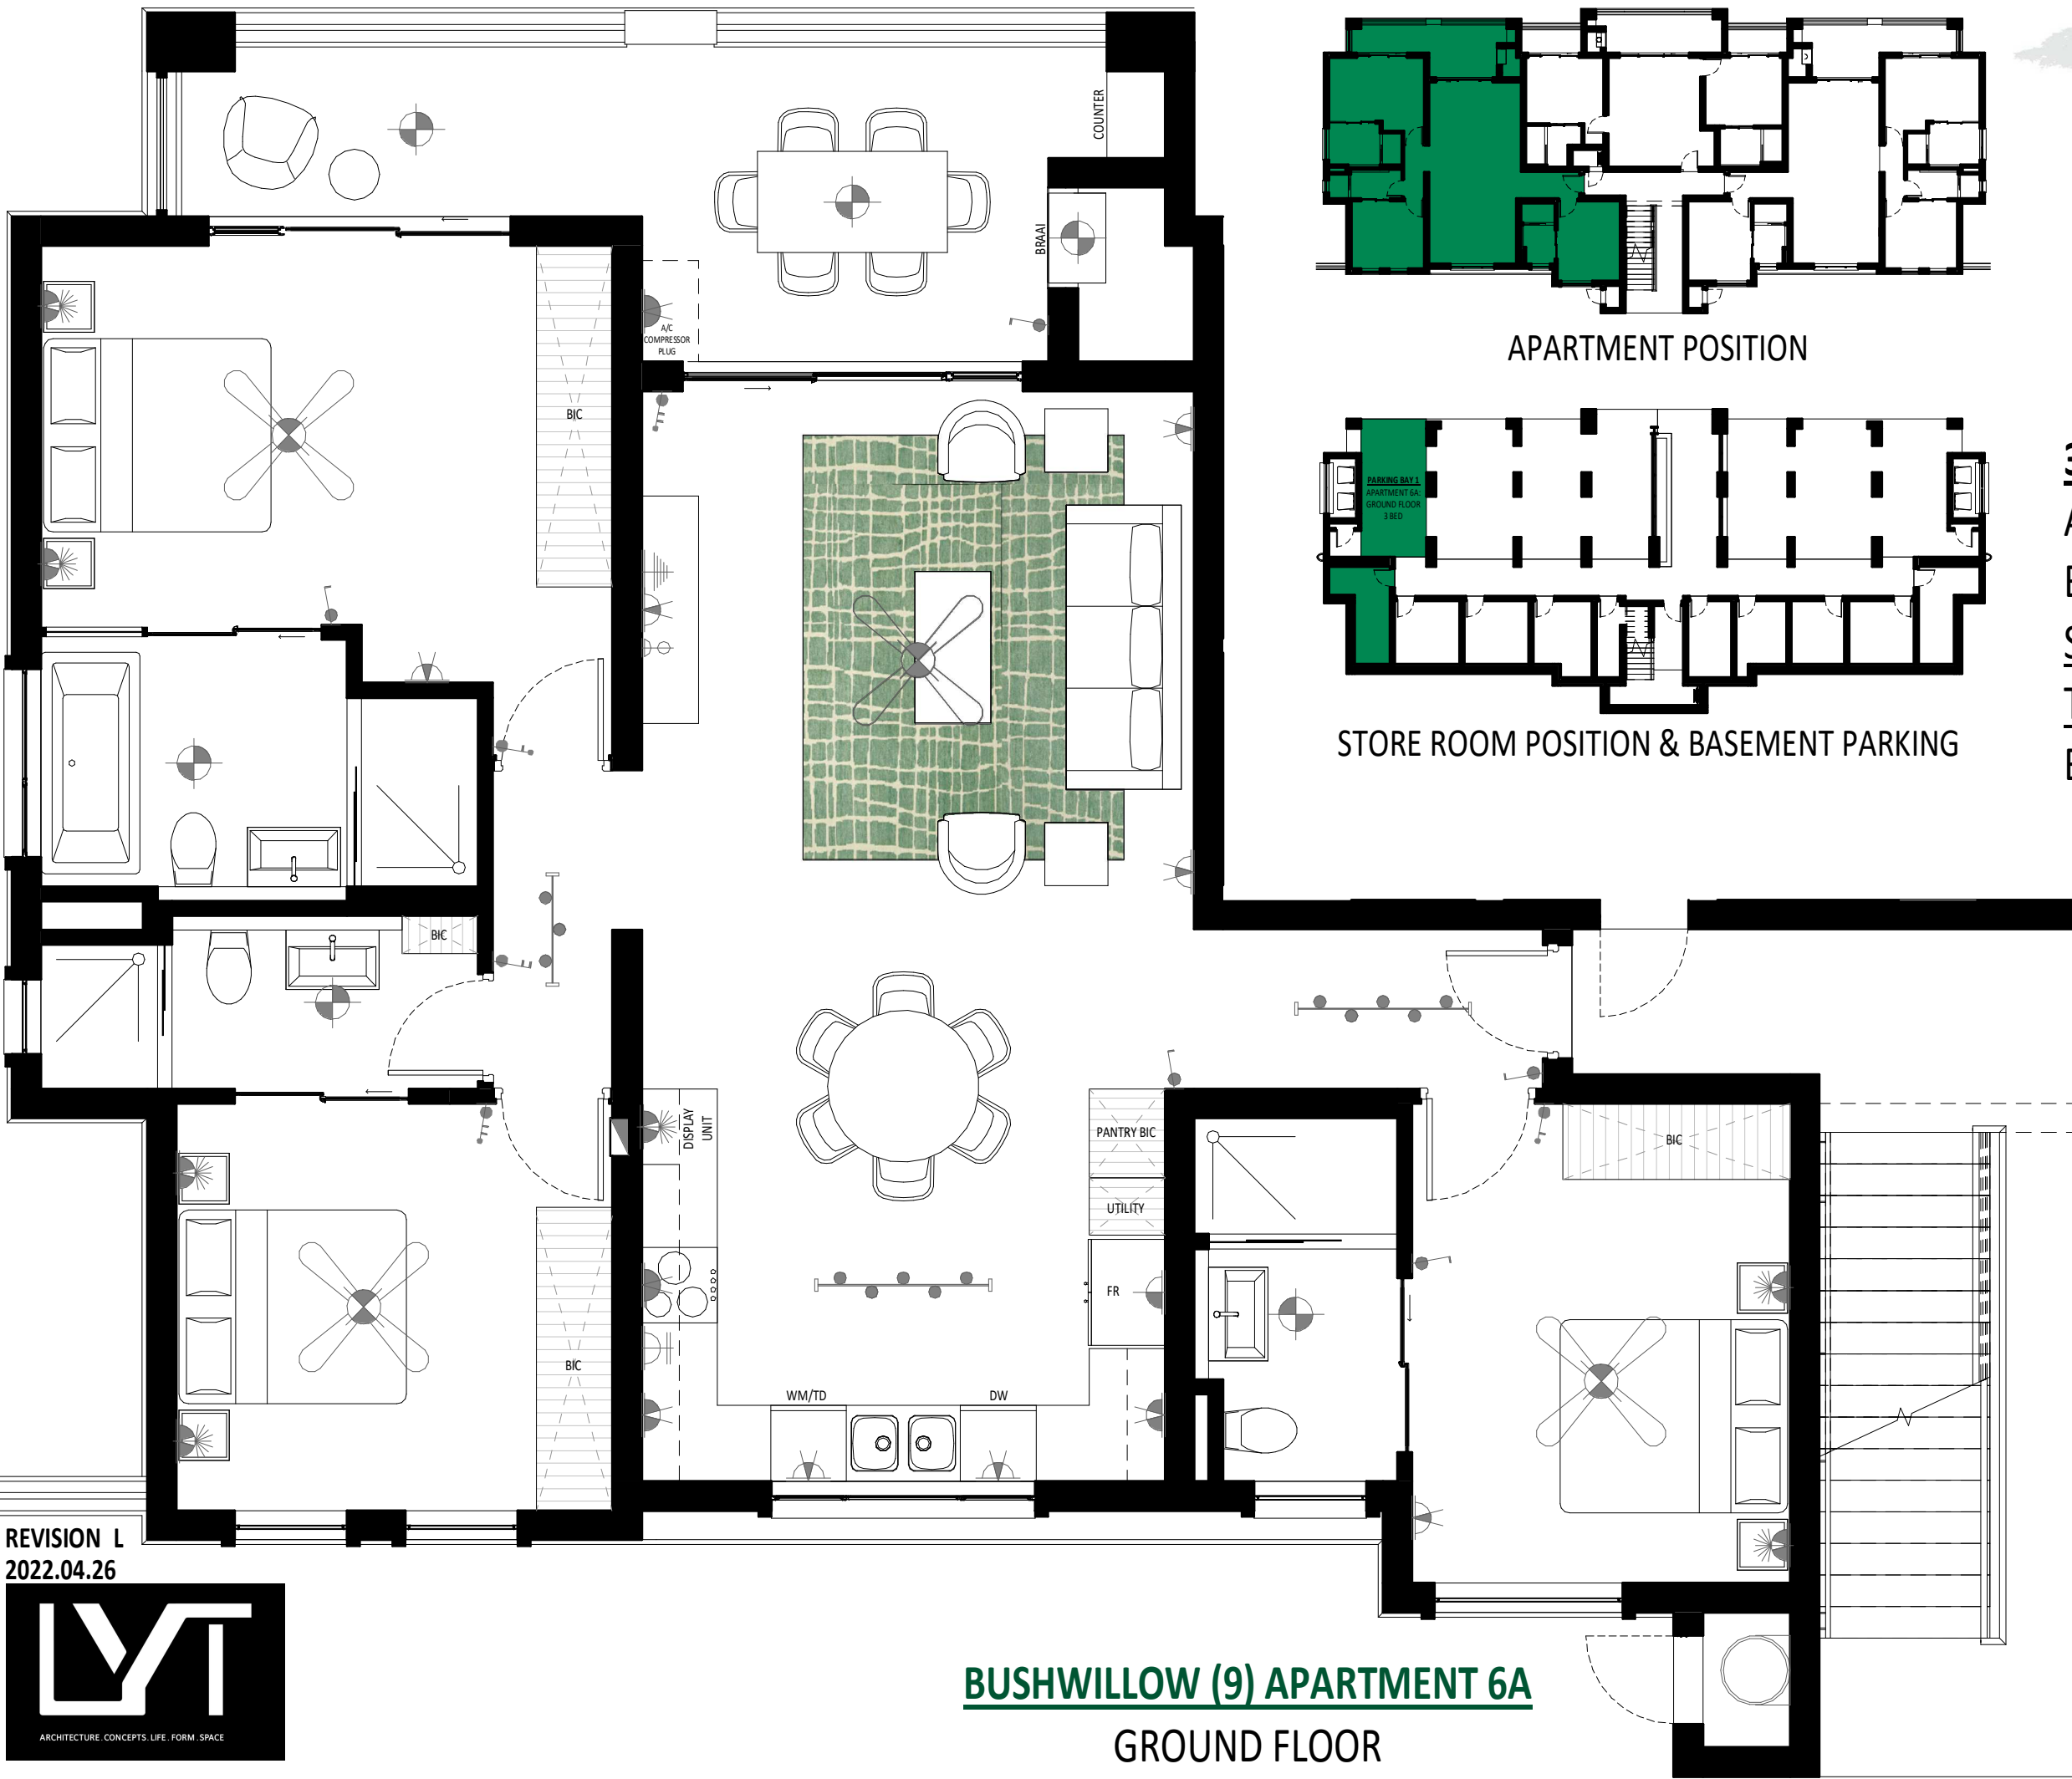 COUNTER
BRAAI
A/C
COMPRESSOR
PLUG
BIC
BIC
DISPLAY
UNIT
PANTRY BIC
UTILITY
FR
BIC
BIC
WM/TD
DW
APARTMENT POSITION
PARKING BAY 1
APARTMENT 6A:
GROUND FLOOR
3 BED
STORE ROOM POSITION & BASEMENT PARKING
3
A
S
T
REVISION L
2022.04.26
LYT
ARCHITECTURE . CONCEPTS . LIFE . FORM . SPACE
BUSHWILLOW (9) APARTMENT 6A
GROUND FLOOR